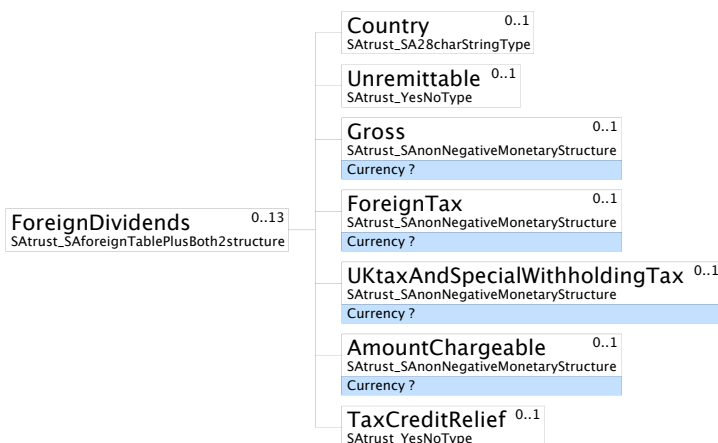 Country 0..1
SAtrust_SA28charStringType
Unremittable 0..1
SAtrust_YesNoType
Gross 0..1
SAtrust_SAnonNegativeMonetaryStructure
Currency ?
ForeignDividends 0..13
SAtrust_SAforeignTablePlusBoth2structure
ForeignTax 0..1
SAtrust_SAnonNegativeMonetaryStructure
Currency ?
UKtaxAndSpecialWithholdingTax 0..1
SAtrust_SAnonNegativeMonetaryStructure
Currency ?
AmountChargeable 0..1
SAtrust_SAnonNegativeMonetaryStructure
Currency ?
TaxCreditRelief 0..1
SAtrust_YesNoType